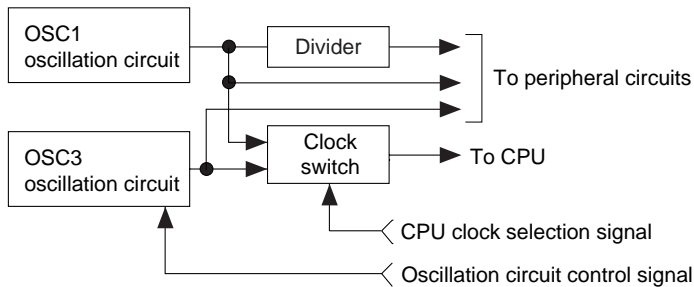 OSC1
oscillation circuit
Divider
To peripheral circuits
OSC3
oscillation circuit
Clock
switch
To CPU
CPU clock selection signal
Oscillation circuit control signal